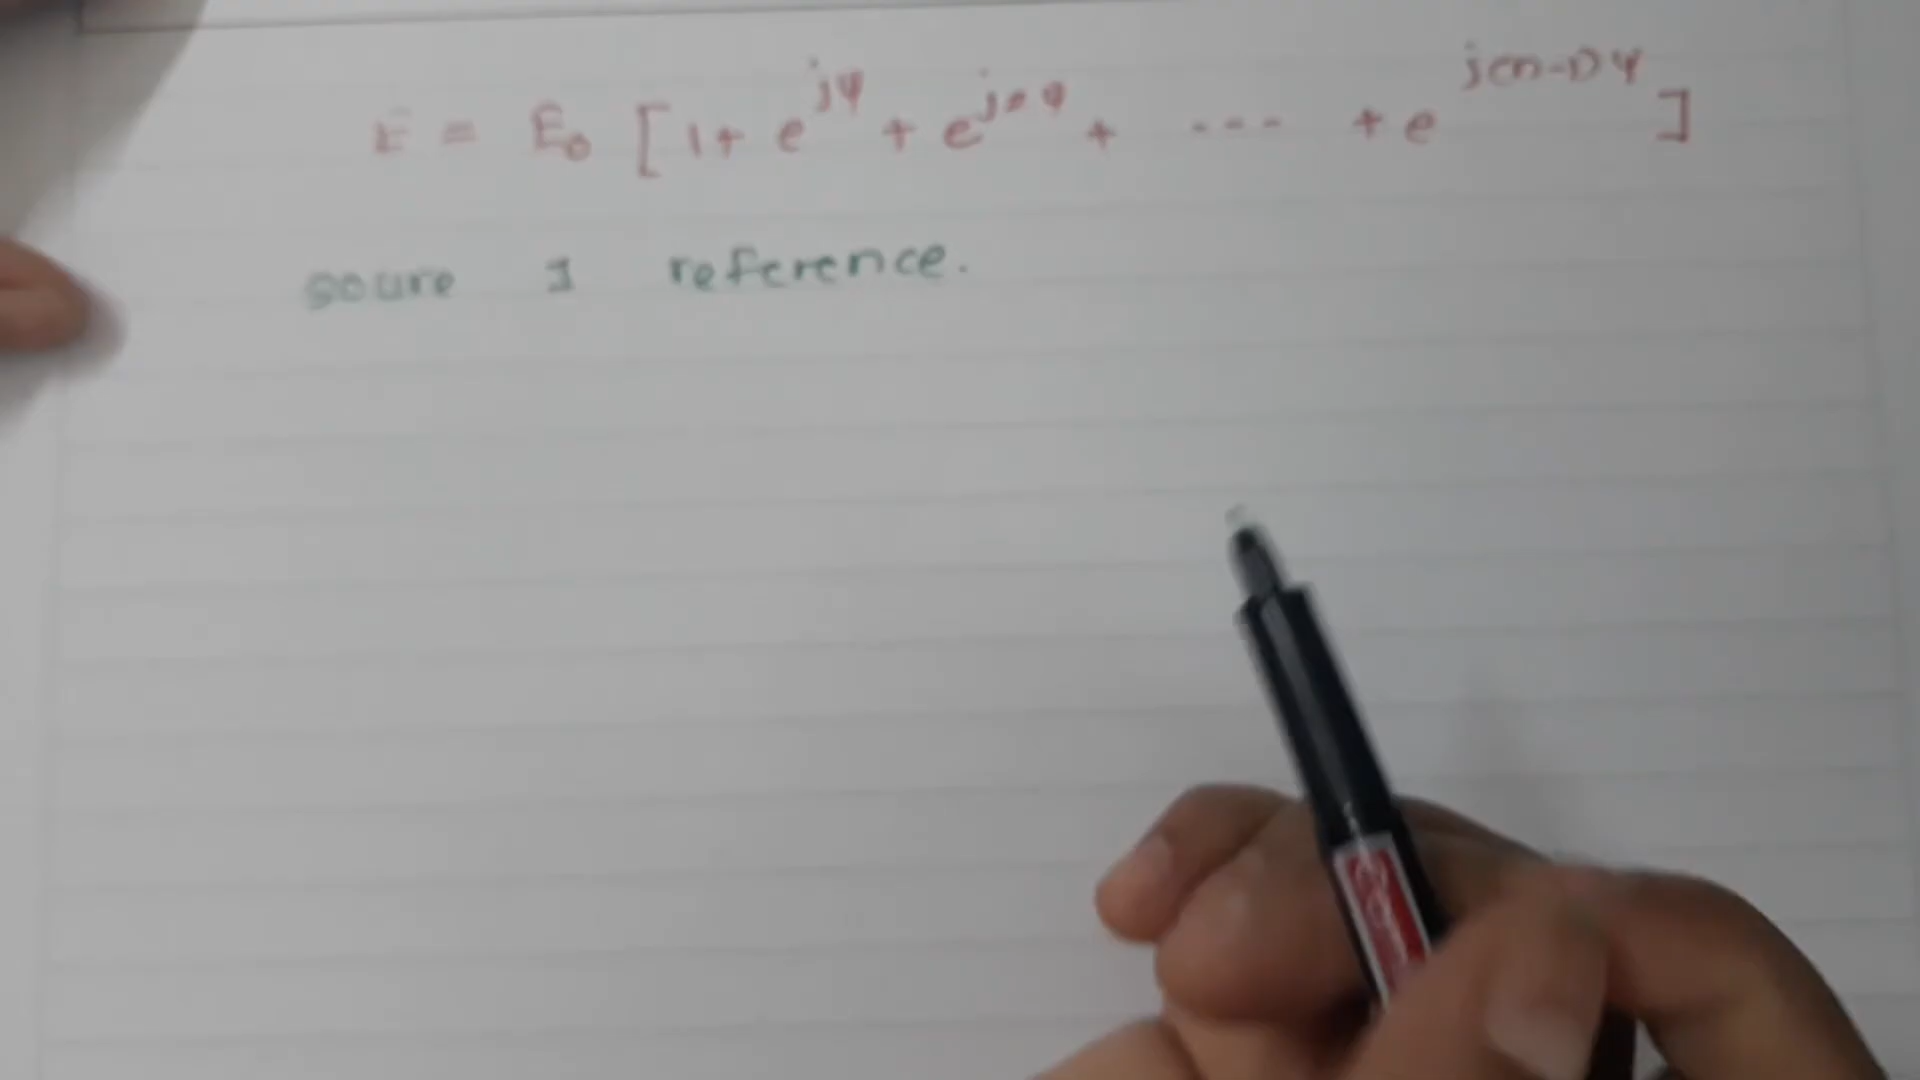 E = E₀ [1 + e^{jψ} + e^{j2ψ} + --- + e^{j(n-1)ψ}]
soure 1 reference.